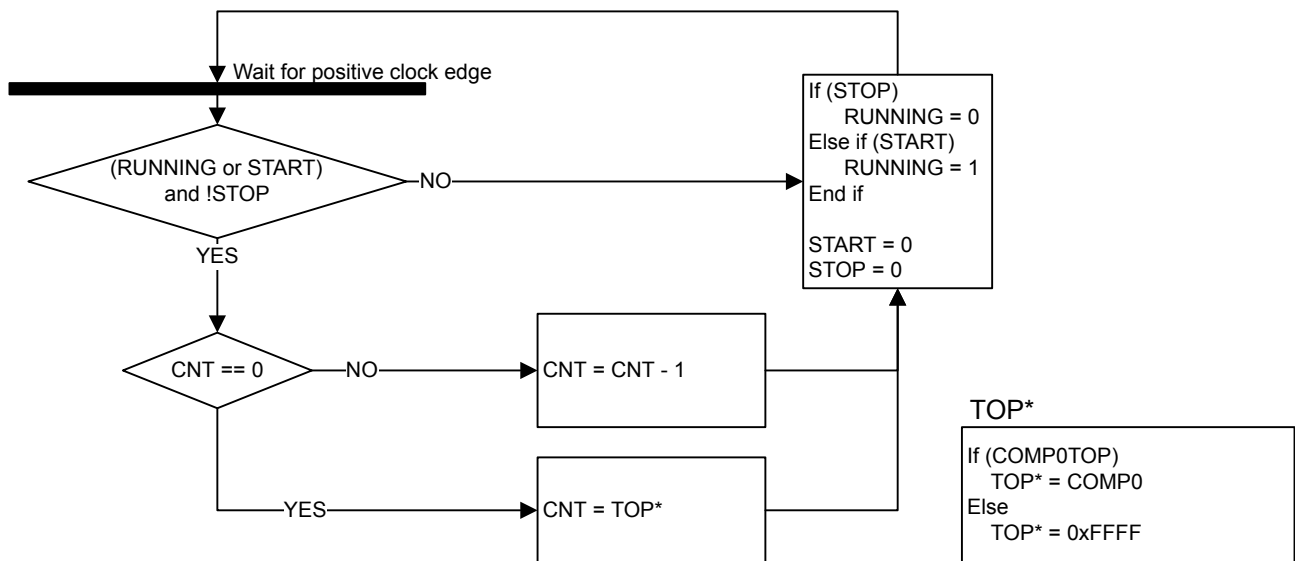 Wait for positive clock edge
(RUNNING or START)
and !STOP
NO
YES
If (STOP)
RUNNING = 0
Else if (START)
RUNNING = 1
End if
START = 0
STOP = 0
CNT == 0
NO
CNT = CNT - 1
YES
CNT = TOP*
TOP*
If (COMP0TOP)
TOP* = COMP0
Else
TOP* = 0xFFFF